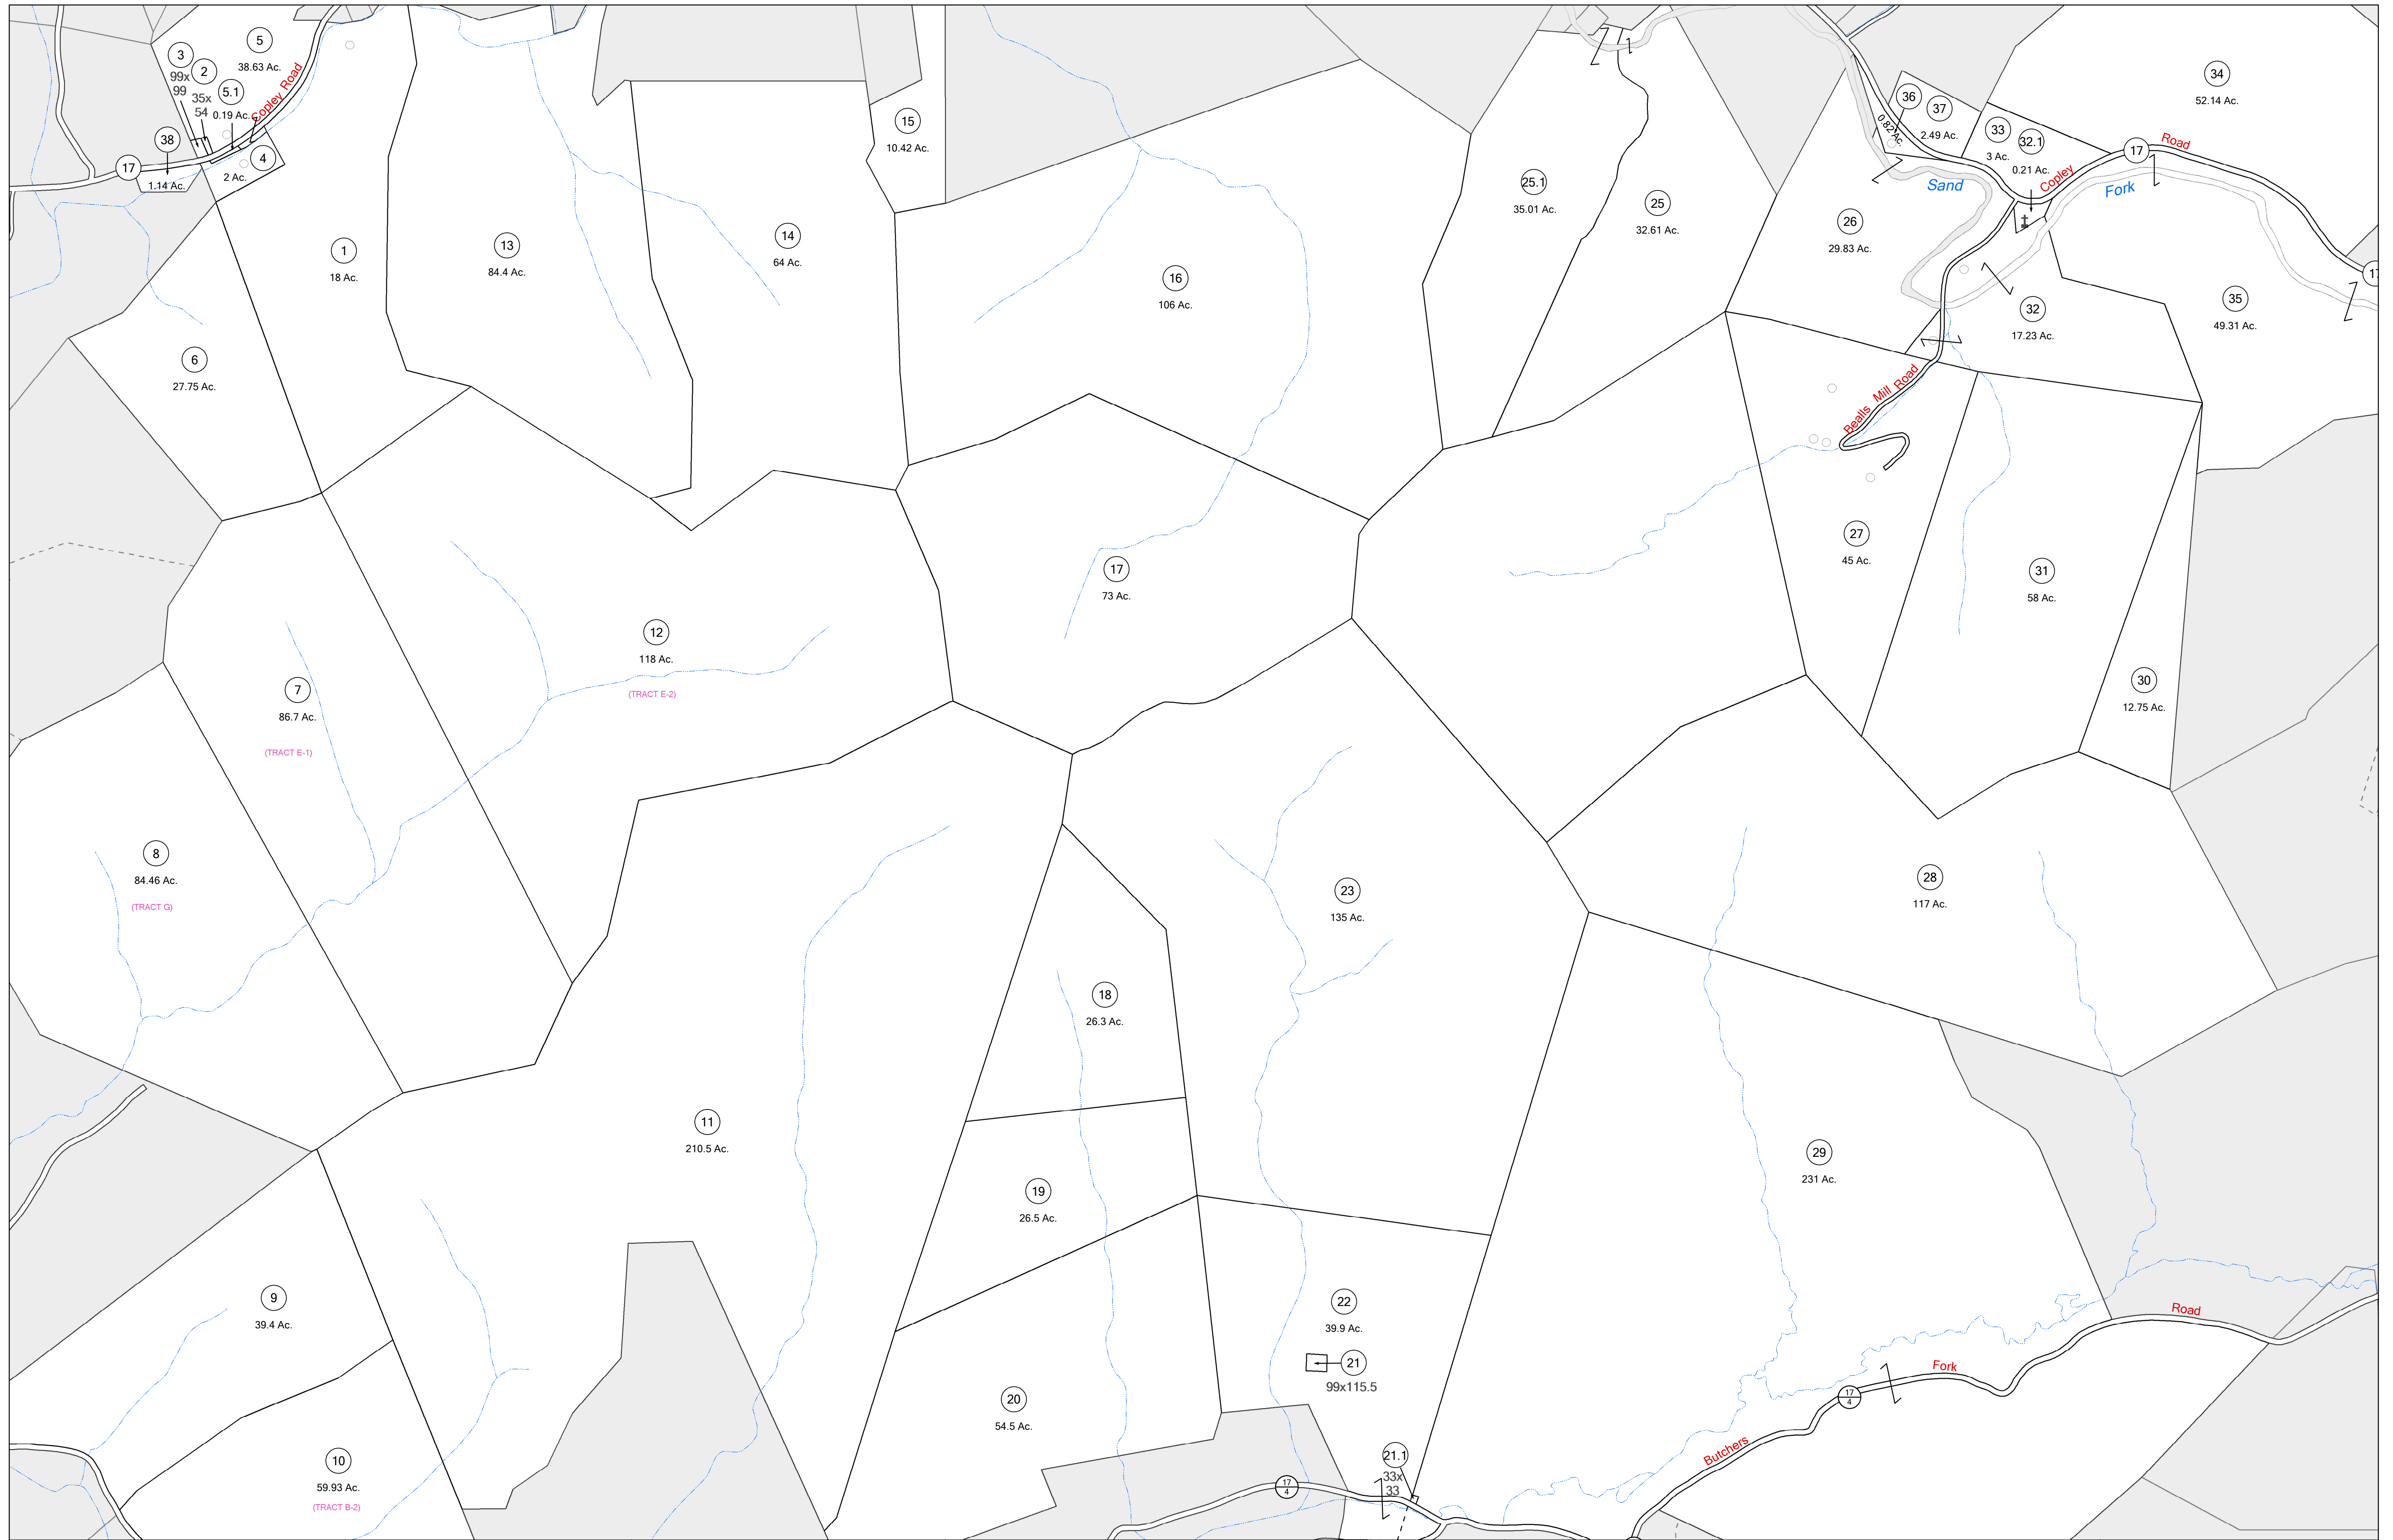 3
99x
99
2
35x
54
5
38.63 Ac.
5.1
0.19 Ac.
Copley Road
38
1.14 Ac.
17
4
2 Ac.
1
18 Ac.
6
27.75 Ac.
13
84.4 Ac.
14
64 Ac.
15
10.42 Ac.
16
106 Ac.
25.1
35.01 Ac.
25
32.61 Ac.
26
29.83 Ac.
36
0.82 Ac.
37
2.49 Ac.
33
3 Ac.
32.1
0.21 Ac.
34
52.14 Ac.
17
Copley
Road
Sand
Fork
17
32
17.23 Ac.
35
49.31 Ac.
Bealls Mill Road
27
45 Ac.
31
58 Ac.
30
12.75 Ac.
17
73 Ac.
12
118 Ac.
(TRACT E-2)
7
86.7 Ac.
(TRACT E-1)
8
84.46 Ac.
(TRACT G)
23
135 Ac.
28
117 Ac.
18
26.3 Ac.
11
210.5 Ac.
19
26.5 Ac.
29
231 Ac.
9
39.4 Ac.
22
39.9 Ac.
21
99x115.5
20
54.5 Ac.
10
59.93 Ac.
(TRACT B-2)
21.1
33x
33
17
4
17
4
Butchers
Fork
Road